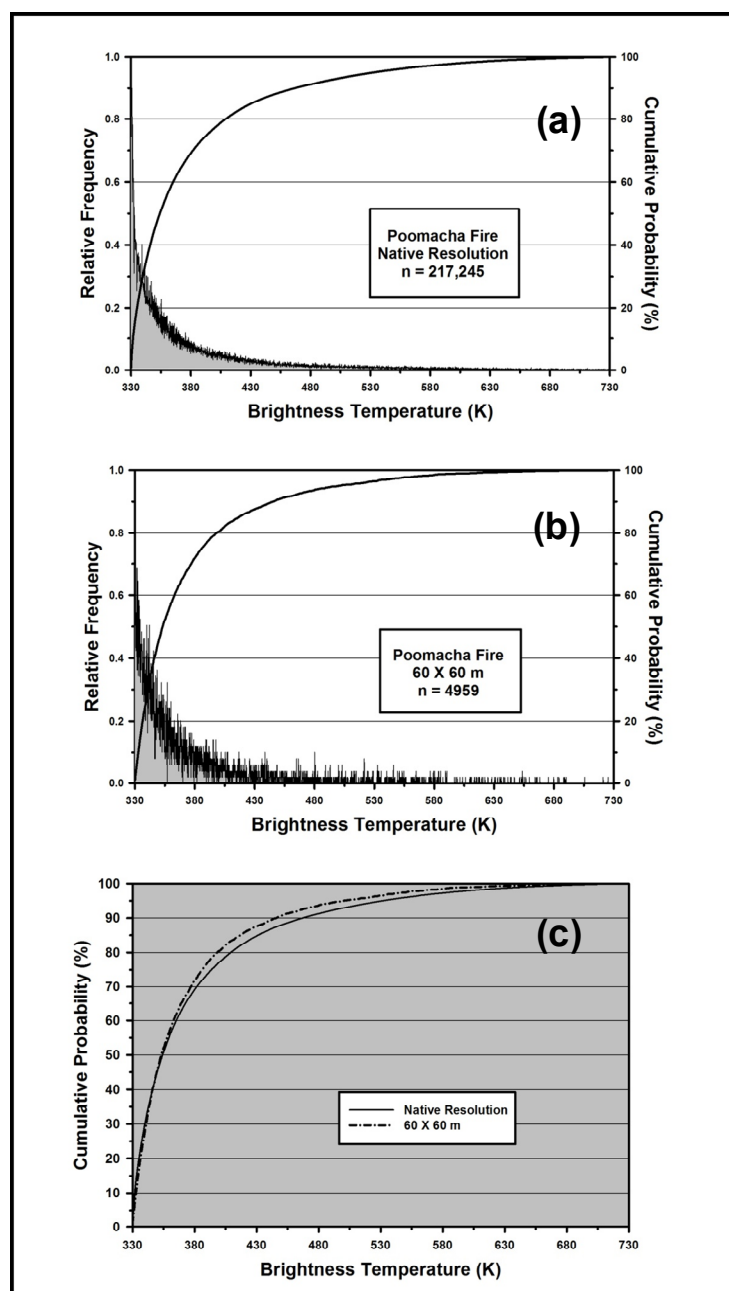 (a)
Relative Frequency
1.0
0.8
0.6
0.4
0.2
0.0
Cumulative Probability (%)
100
80
60
40
20
0
Poomacha Fire
Native Resolution
n = 217,245
330 380 430 480 530 580 630 680 730
Brightness Temperature (K)
(b)
Relative Frequency
1.0
0.8
0.6
0.4
0.2
0.0
Cumulative Probability (%)
100
80
60
40
20
0
Poomacha Fire
60 X 60 m
n = 4959
330 380 430 480 530 580 630 680 730
Brightness Temperature (K)
(c)
Cumulative Probability (%)
100
90
80
70
60
50
40
30
20
10
0
Native Resolution
60 X 60 m
330 380 430 480 530 580 630 680 730
Brightness Temperature (K)